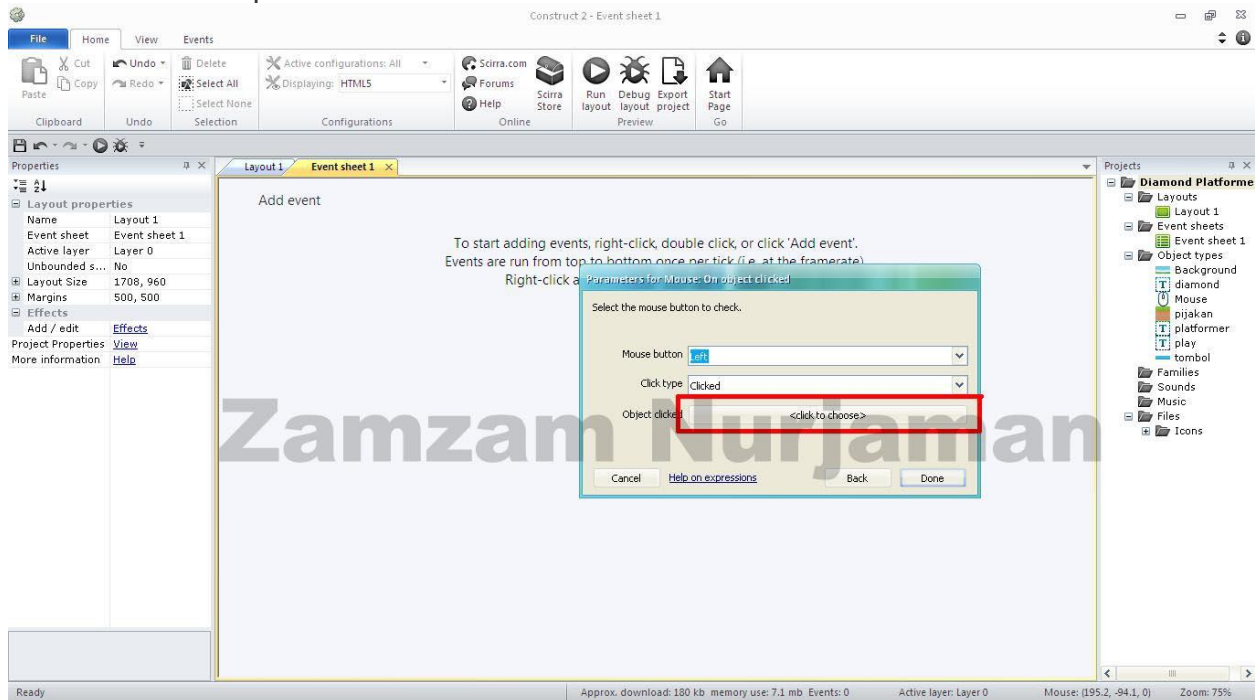 Construct 2 - Event sheet 1
File Home View Events
Paste
Cut
Copy
Clipboard
Undo
Redo
Undo
Delete
Select All
Select None
Selection
Active configurations: All
Displaying: HTML5
Configurations
Scirra.com
Forums
Help
Scirra Store
Online
Run layout
Debug layout
Export project
Preview
Start Page
Go
Properties
Layout properties
Name Layout 1
Event sheet Event sheet 1
Active layer Layer 0
Unbounded s... No
Layout Size 1708, 960
Margins 500, 500
Effects
Add / edit Effects
Project Properties View
More information Help
Layout 1 Event sheet 1
Add event
To start adding events, right-click, double click, or click 'Add event'.
Events are run from top to bottom once per tick (i.e. at the framerate)
Right-click a
Parameters for Mouse: On object clicked
Select the mouse button to check.
Mouse button Left
Click type Clicked
Object clicked <click to choose>
Cancel Help on expressions Back Done
Zamzam Nurjaman
Projects
Diamond Platforme
Layouts
Layout 1
Event sheets
Event sheet 1
Object types
Background
diamond
Mouse
pijakan
platformer
play
tombol
Families
Sounds
Music
Files
Icons
Ready Approx. download: 180 kb memory use: 7.1 mb Events: 0 Active layer: Layer 0 Mouse: (195.2, -94.1, 0) Zoom: 75%